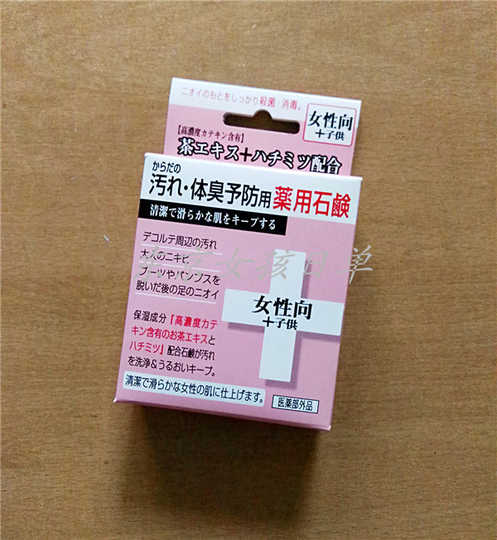 ニオイのもとをしっかり殺菌 消毒。
女性向
+子供
【高濃度カテキン含有】
茶エキス+ハチミツ配合
からだの
汚れ・体臭予防用薬用石鹸
清潔で滑らかな肌をキープする
デコルテ周辺の汚れ
大人のニキビ
ブーツやパンプスを
脱いだ後の足のニオイ
女性向
+子供
保湿成分「高濃度カテ
キン含有のお茶エキスと
ハチミツ」配合石鹸が汚れ
を洗浄&うるおいキープ。
清潔で滑らかな女性の肌に仕上げます。
医薬部外品